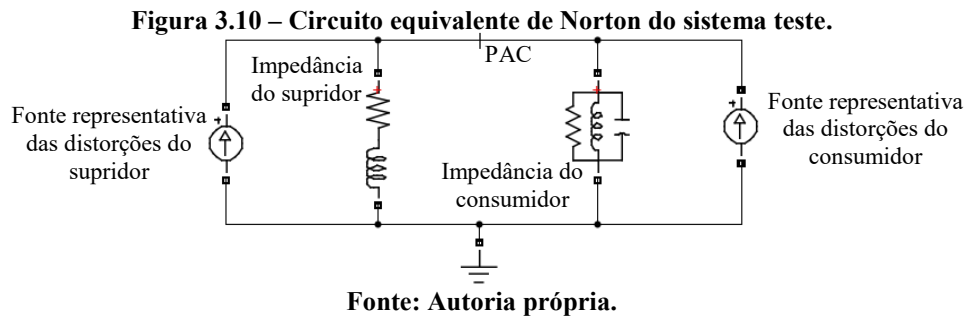 Figura 3.10 – Circuito equivalente de Norton do sistema teste.
PAC
Impedância
do supridor
Fonte representativa
das distorções do
supridor
Impedância do
consumidor
Fonte representativa
das distorções do
consumidor
Fonte: Autoria própria.